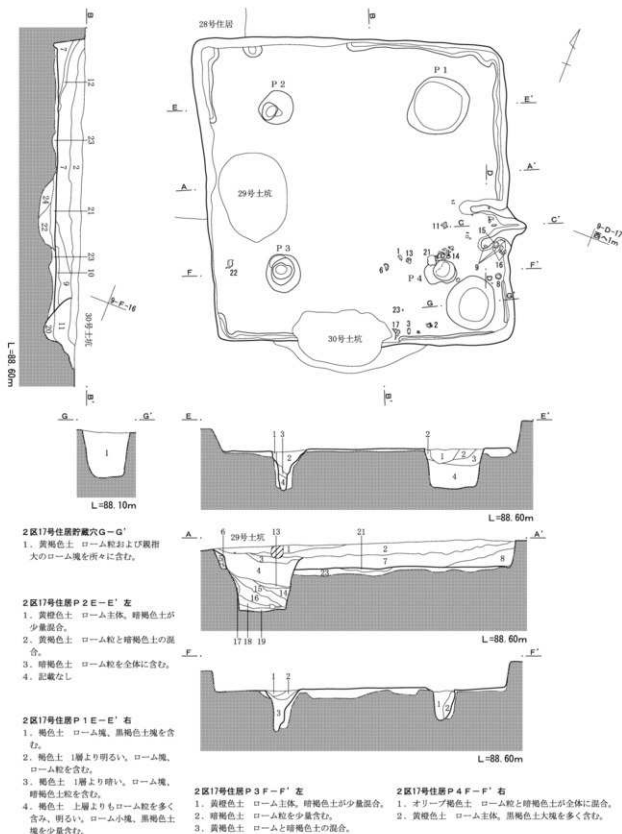 28号住居
P 2
P 1
29号土坑
P 3
P 4
30号土坑
9-D-17
西へ1m
9-F-16
30号土坑
L=88.60m
L=88.10m
L=88.60m
29号土坑
L=88.60m
L=88.60m
2区17号住居貯蔵穴G-G'
1. 黄褐色土 ローム粒および親指
大のローム塊を所々に含む。
2区17号住居P 2 E-E' 左
1. 黄橙色土 ローム主体。暗褐色土が
少量混合。
2. 黄褐色土 ローム粒と暗褐色土の混
合。
3. 暗褐色土 ローム粒を全体に含む。
4. 記載なし
2区17号住居P 1 E-E' 右
1. 褐色土 ローム塊、黒褐色土塊を含
む。
2. 褐色土 1層より明るい。ローム塊、
ローム粒を含む。
3. 褐色土 1層より暗い。ローム塊、
暗褐色土粒を含む。
4. 褐色土 上層よりもローム粒を多く
含み、明るい。ローム小塊、黒褐色土
塊を少量含む。
2区17号住居P 3 F-F' 左
1. 黄橙色土 ローム主体。暗褐色土が少量混合。
2. 暗褐色土 ローム粒を少量含む。
3. 黄褐色土 ロームと暗褐色土の混合。
2区17号住居P 4 F-F' 右
1. オリーブ褐色土 ローム粒と暗褐色土が全体に混合。
2. 黄橙色土 ローム主体。黒褐色土大塊を多く含む。